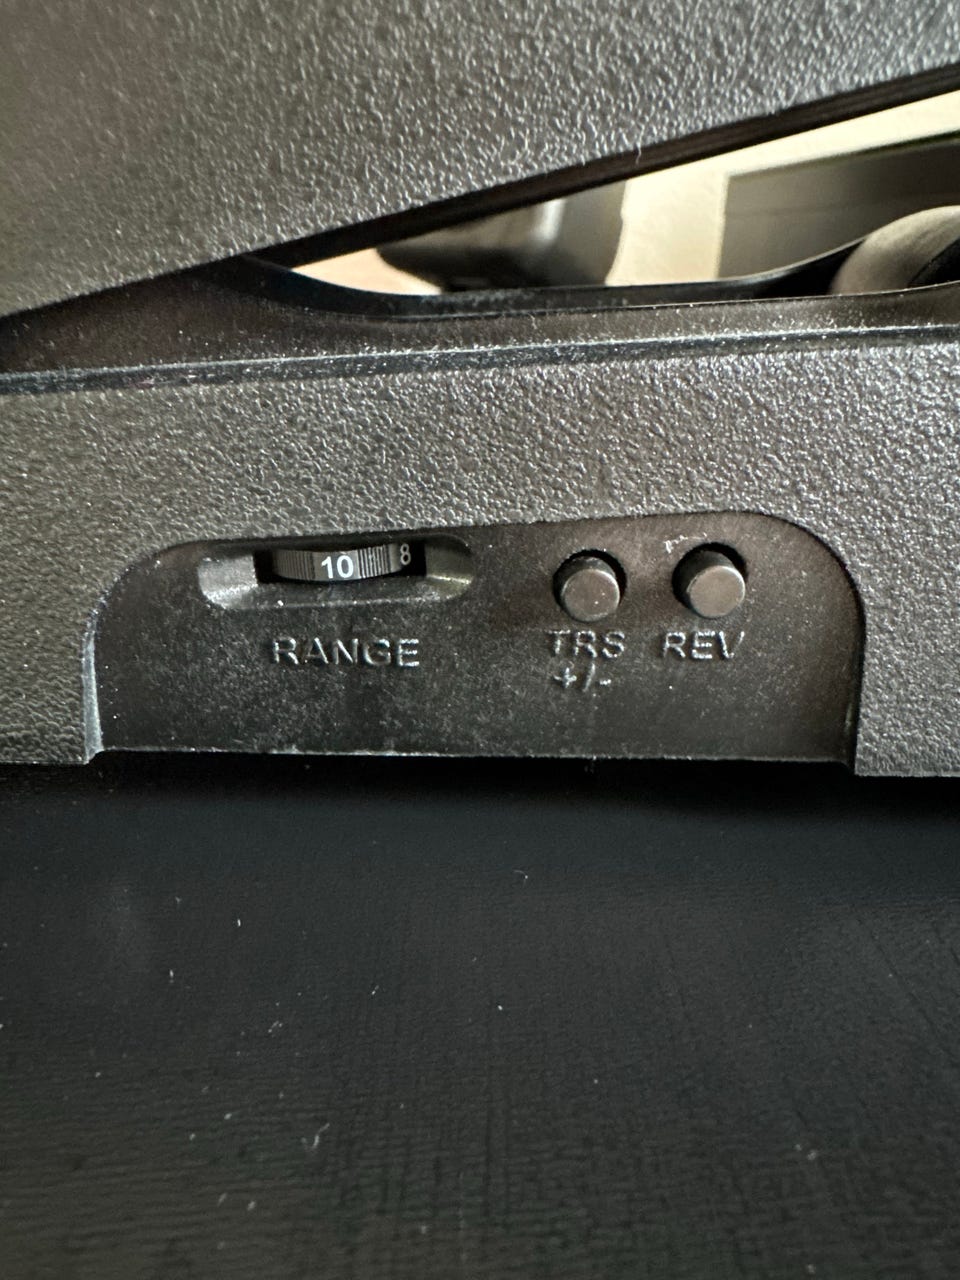 10 8
RANGE
TRS REV
+/-